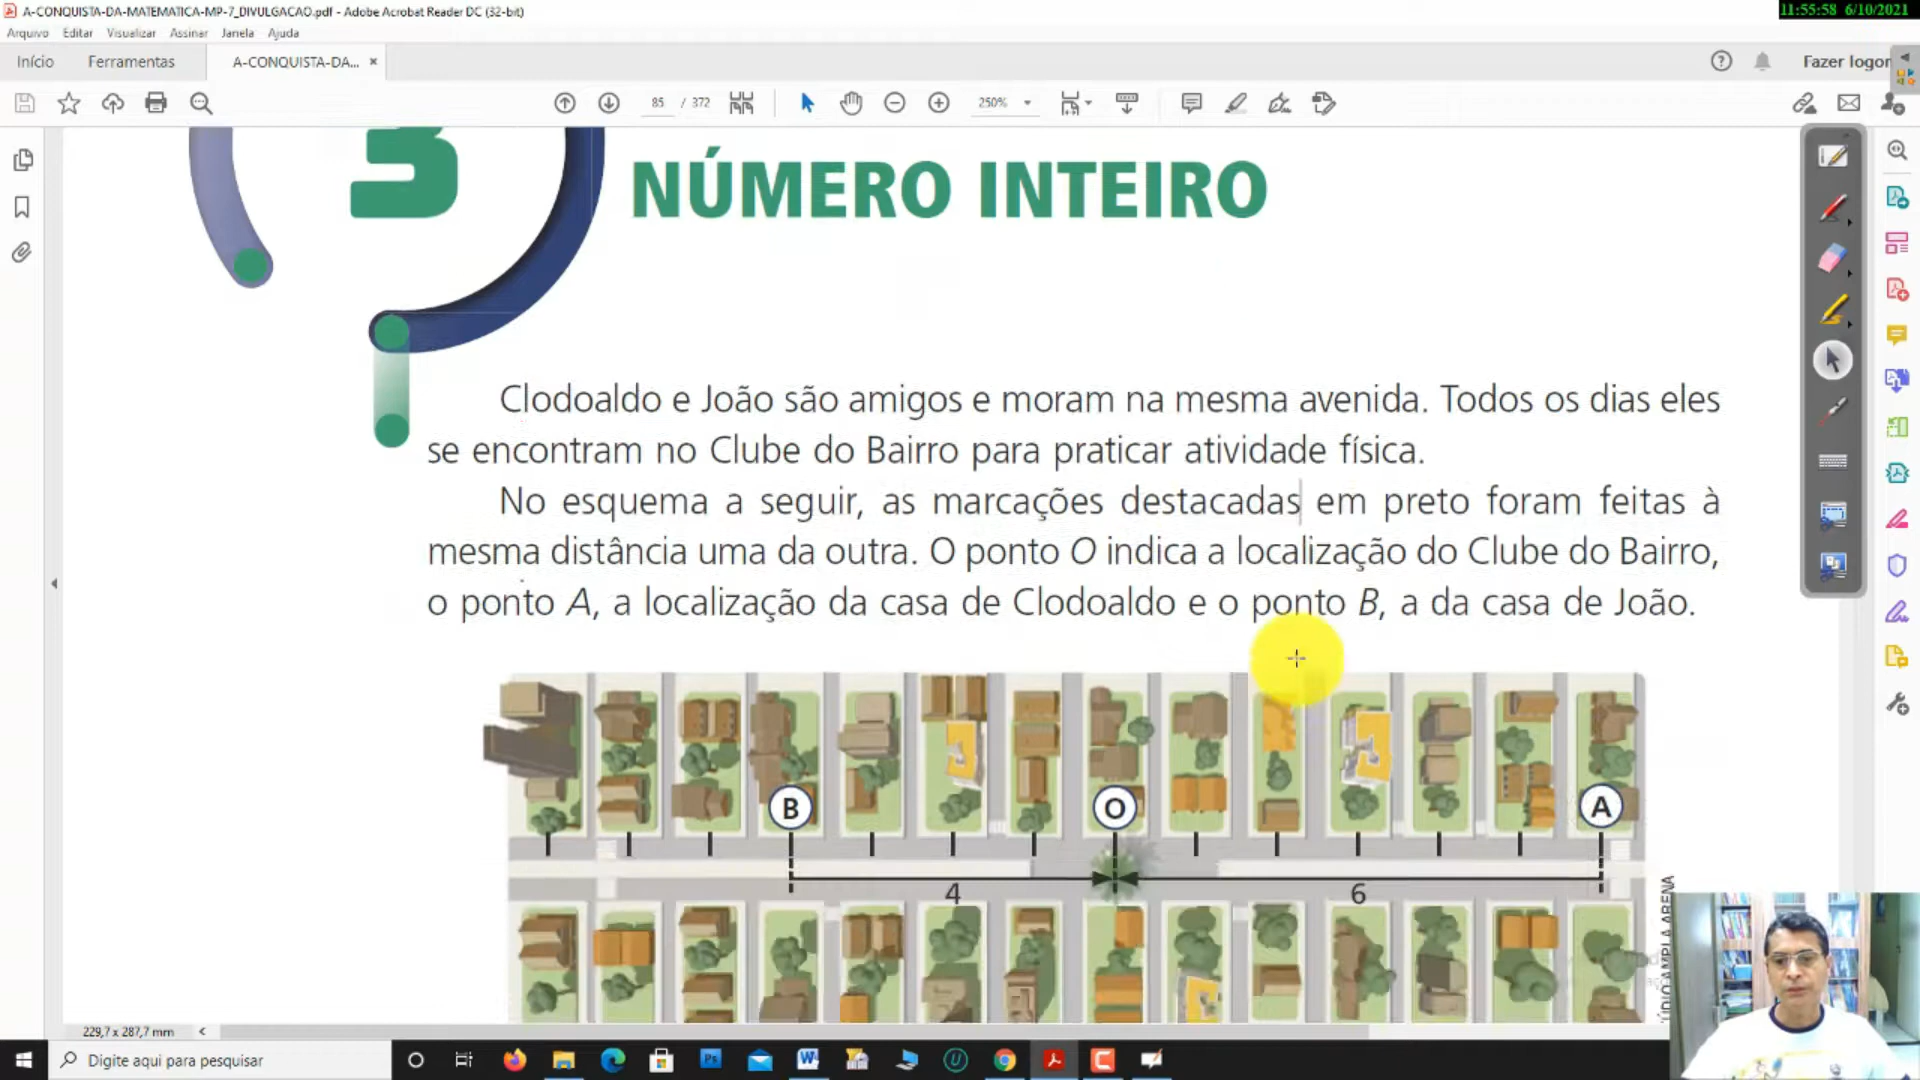 A-CONQUISTA-DA-MATEMATICA-MP-7_DIVULGACAO.pdf - Adobe Acrobat Reader DC (32-bit)
11:55:58 6/10/2021
Arquivo Editar Visualizar Assinar Janela Ajuda
Início Ferramentas A-CONQUISTA-DA... × Fazer logon
85 / 372 250%
3
NÚMERO INTEIRO
Clodoaldo e João são amigos e moram na mesma avenida. Todos os dias eles
se encontram no Clube do Bairro para praticar atividade física.
No esquema a seguir, as marcações destacadas em preto foram feitas à
mesma distância uma da outra. O ponto O indica a localização do Clube do Bairro,
o ponto A, a localização da casa de Clodoaldo e o ponto B, a da casa de João.
B O A
4 6
AMPLA ARENA
229,7 x 287,7 mm
Digite aqui para pesquisar